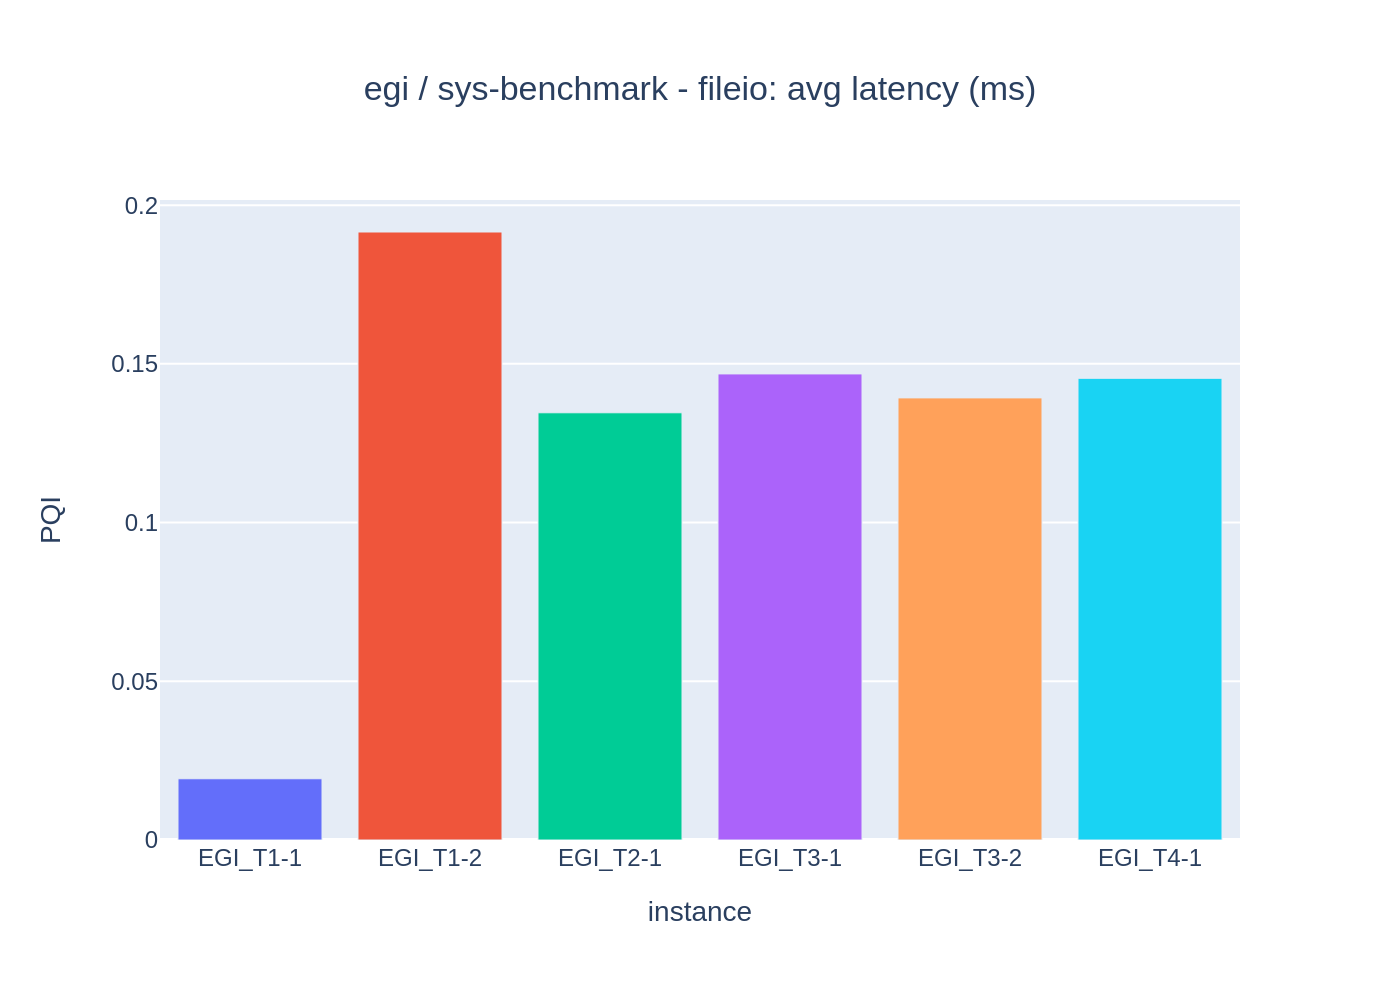 egi / sys-benchmark - fileio: avg latency (ms)
0.2
0.15
0.1
0.05
0
PQI
EGI_T1-1 EGI_T1-2 EGI_T2-1 EGI_T3-1 EGI_T3-2 EGI_T4-1
instance